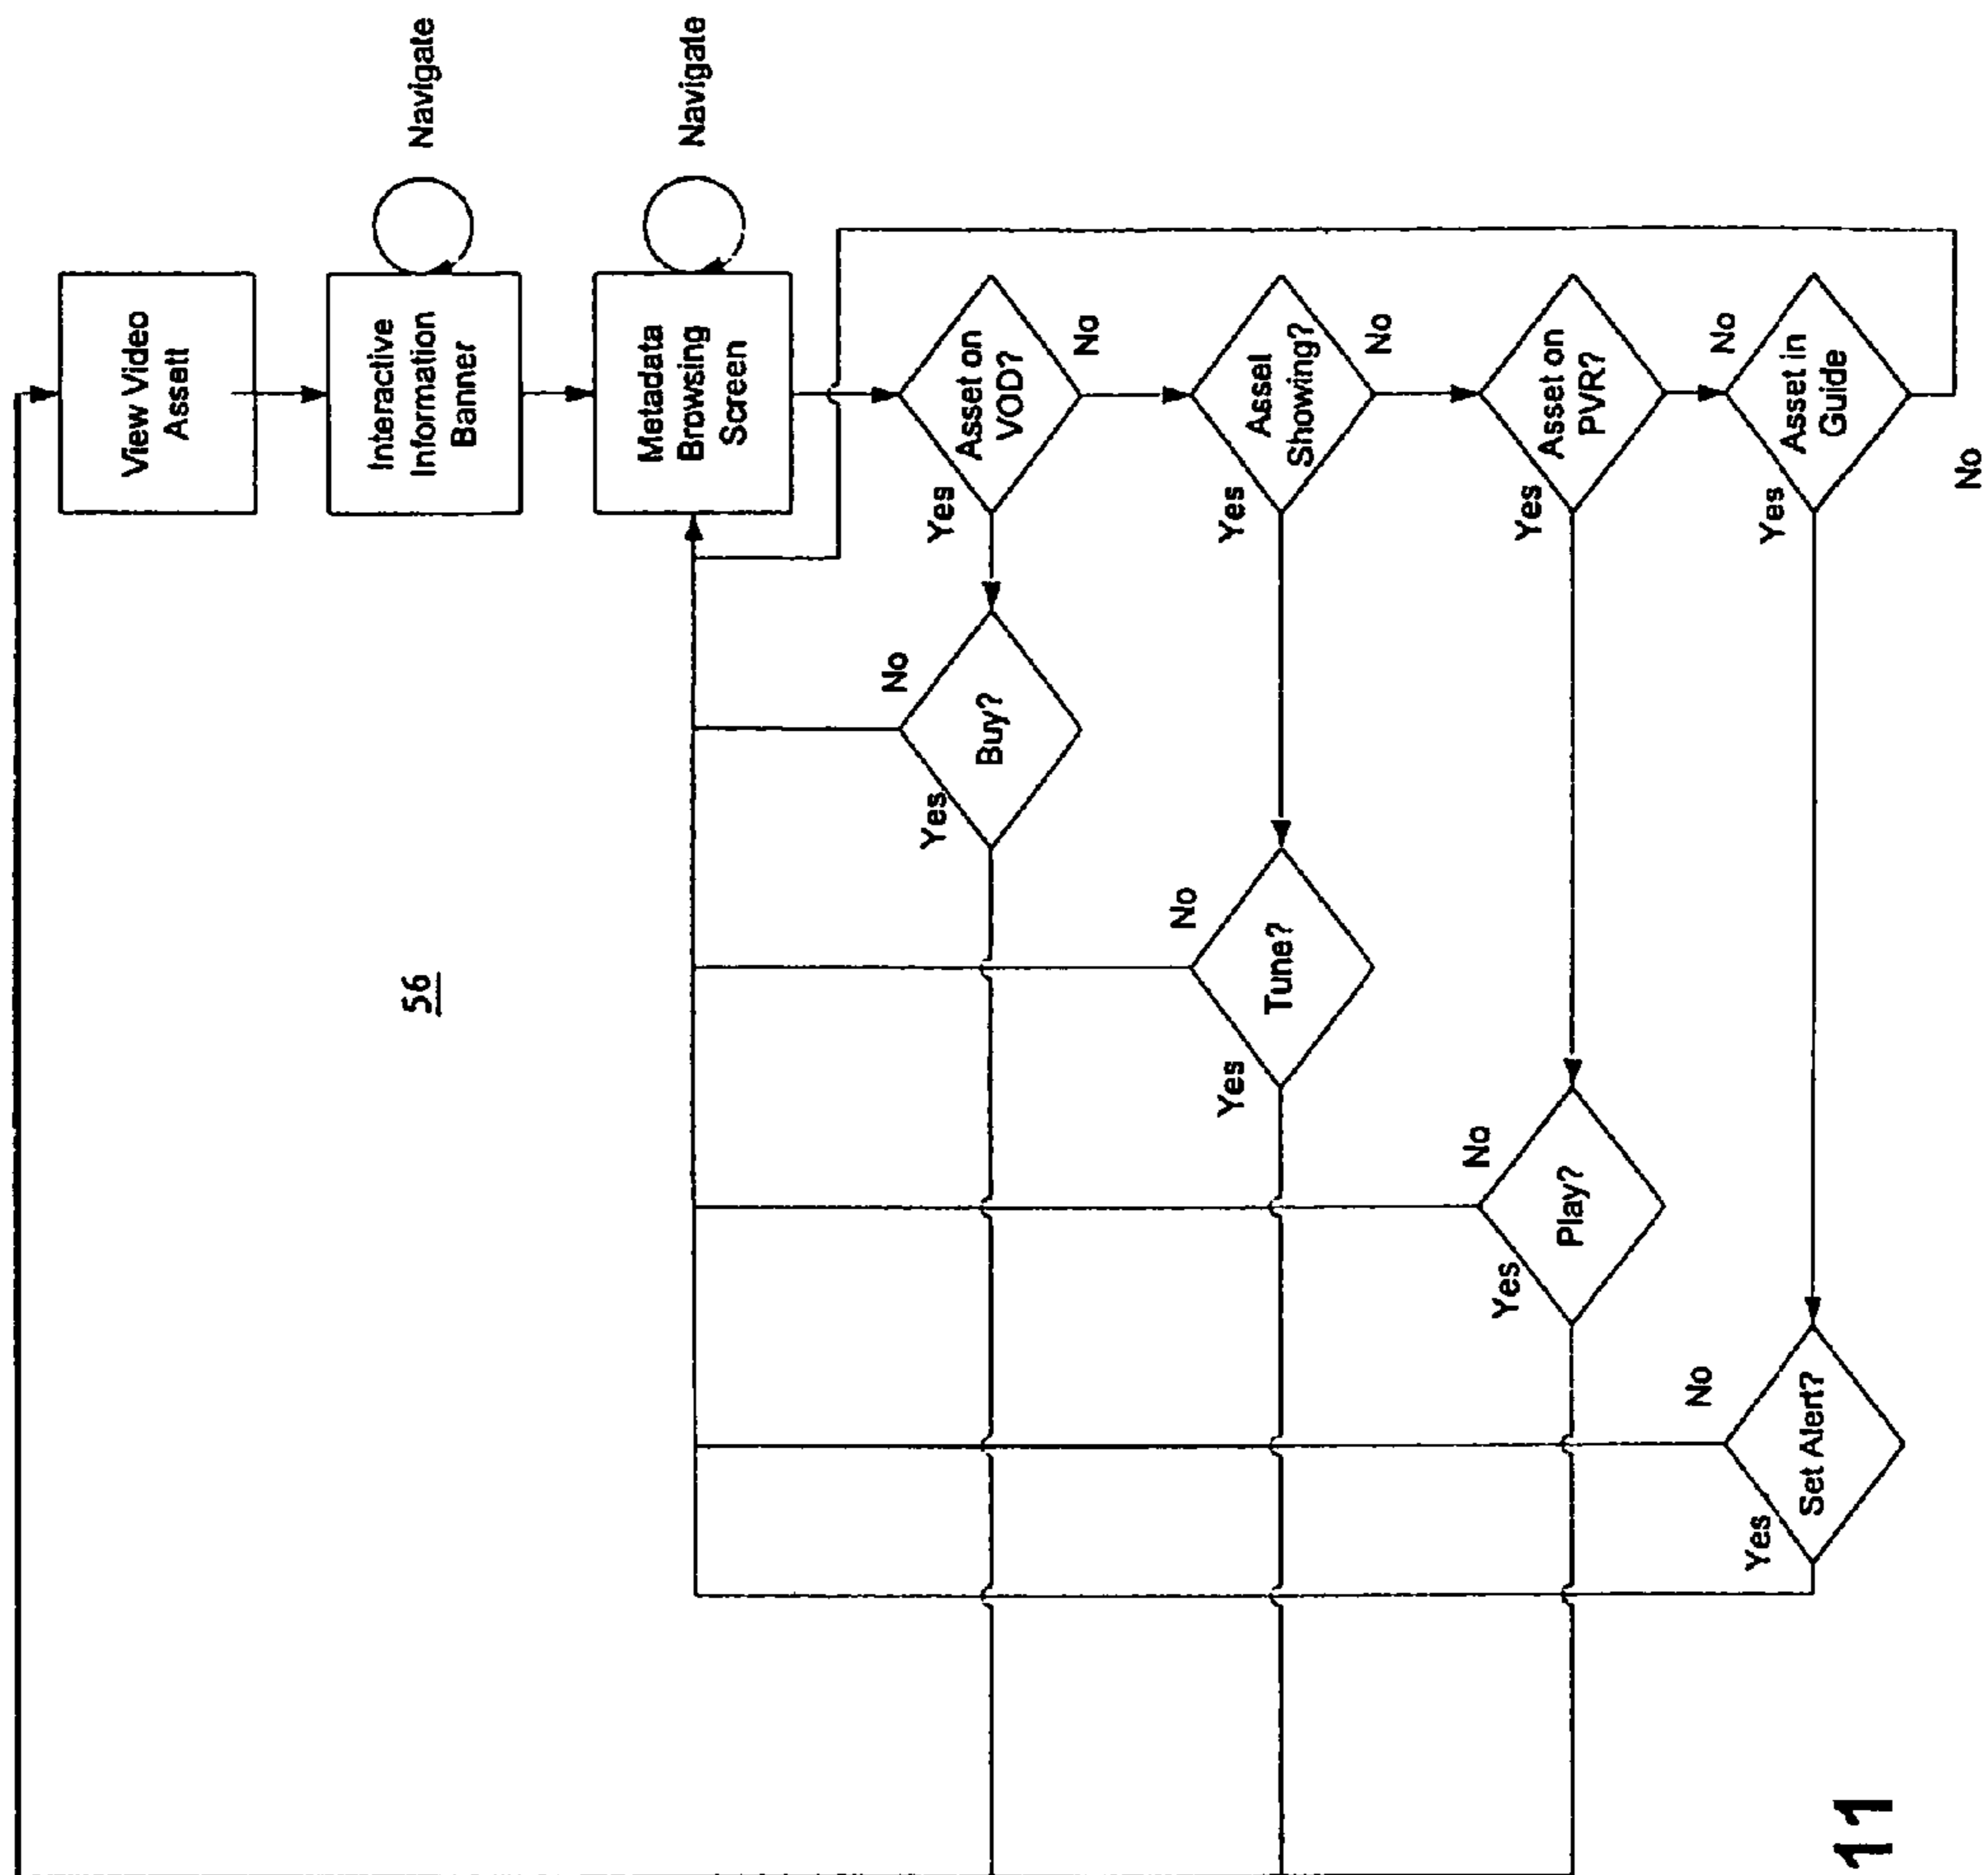 View Video
Assett
Interactive
Information
Banner
Navigate
Metadata
Browsing
Screen
Navigate
56
Asset on
VOD?
Yes
No
Buy?
Yes
No
Asset
Showing?
Yes
No
Tune?
Yes
No
Asset on
PVR?
Yes
No
Play?
Yes
No
Asset in
Guide
Yes
No
Set Alert?
Yes
No
11